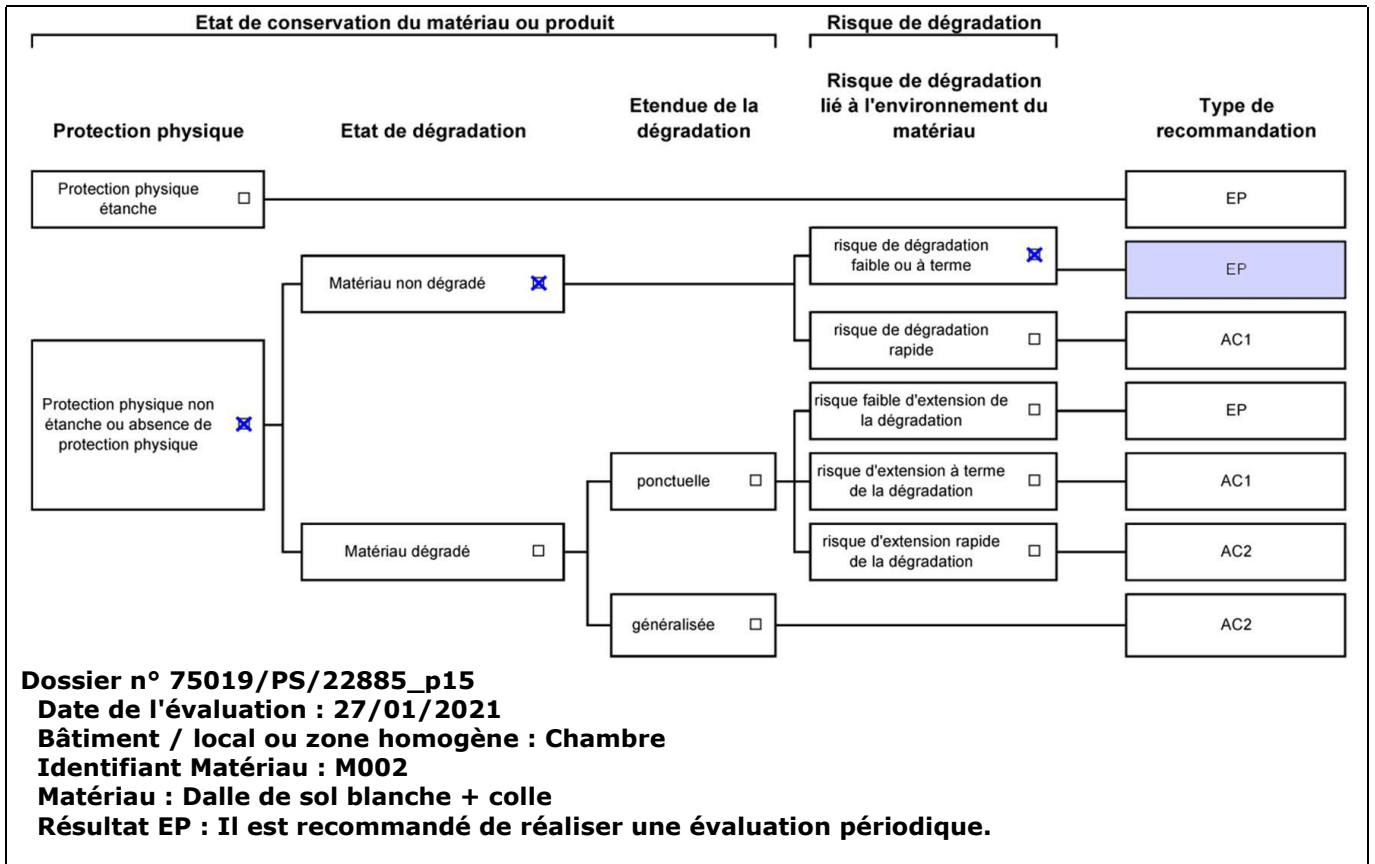 Etat de conservation du matériau ou produit
Risque de dégradation
Protection physique
Etat de dégradation
Etendue de la
dégradation
Risque de dégradation
lié à l'environnement du
matériau
Type de
recommandation
Protection physique
étanche
EP
risque de dégradation
faible ou à terme
EP
Matériau non dégradé
risque de dégradation
rapide
AC1
Protection physique non
étanche ou absence de
protection physique
risque faible d'extension de
la dégradation
EP
ponctuelle
risque d'extension à terme
de la dégradation
AC1
Matériau dégradé
risque d'extension rapide
de la dégradation
AC2
généralisée
AC2
Dossier n° 75019/PS/22885_p15
Date de l'évaluation : 27/01/2021
Bâtiment / local ou zone homogène : Chambre
Identifiant Matériau : M002
Matériau : Dalle de sol blanche + colle
Résultat EP : Il est recommandé de réaliser une évaluation périodique.